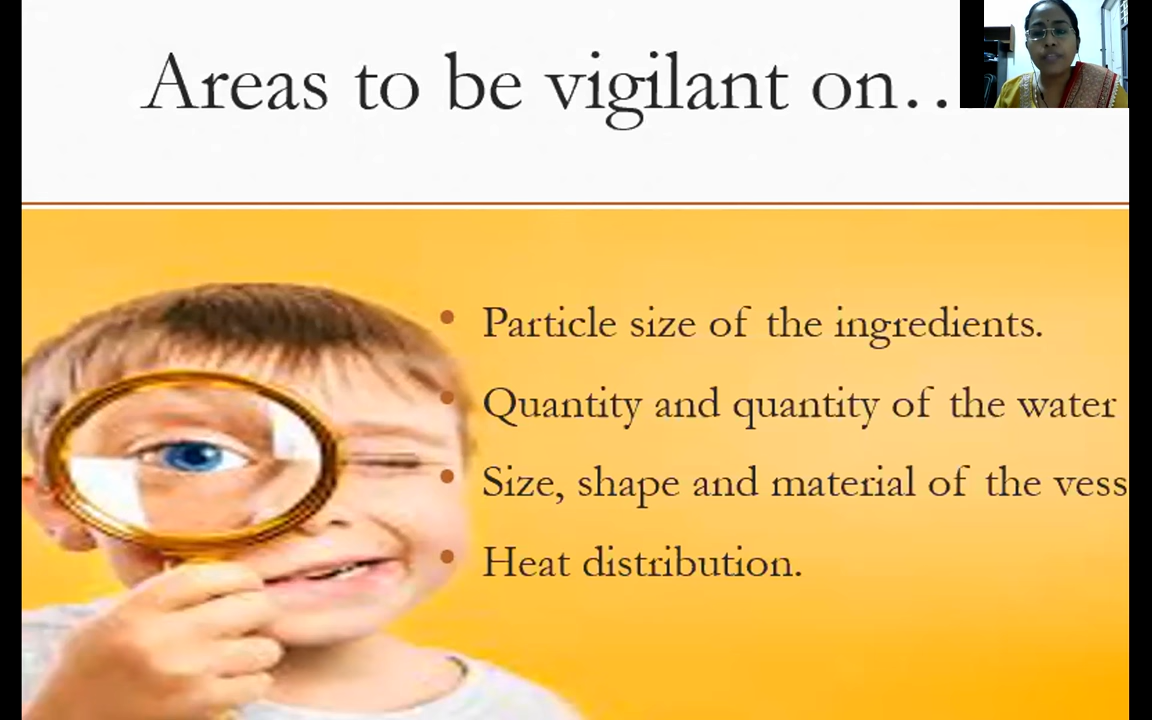 Areas to be vigilant on…
• Particle size of the ingredients.
• Quantity and quantity of the water
• Size, shape and material of the vess
• Heat distribution.